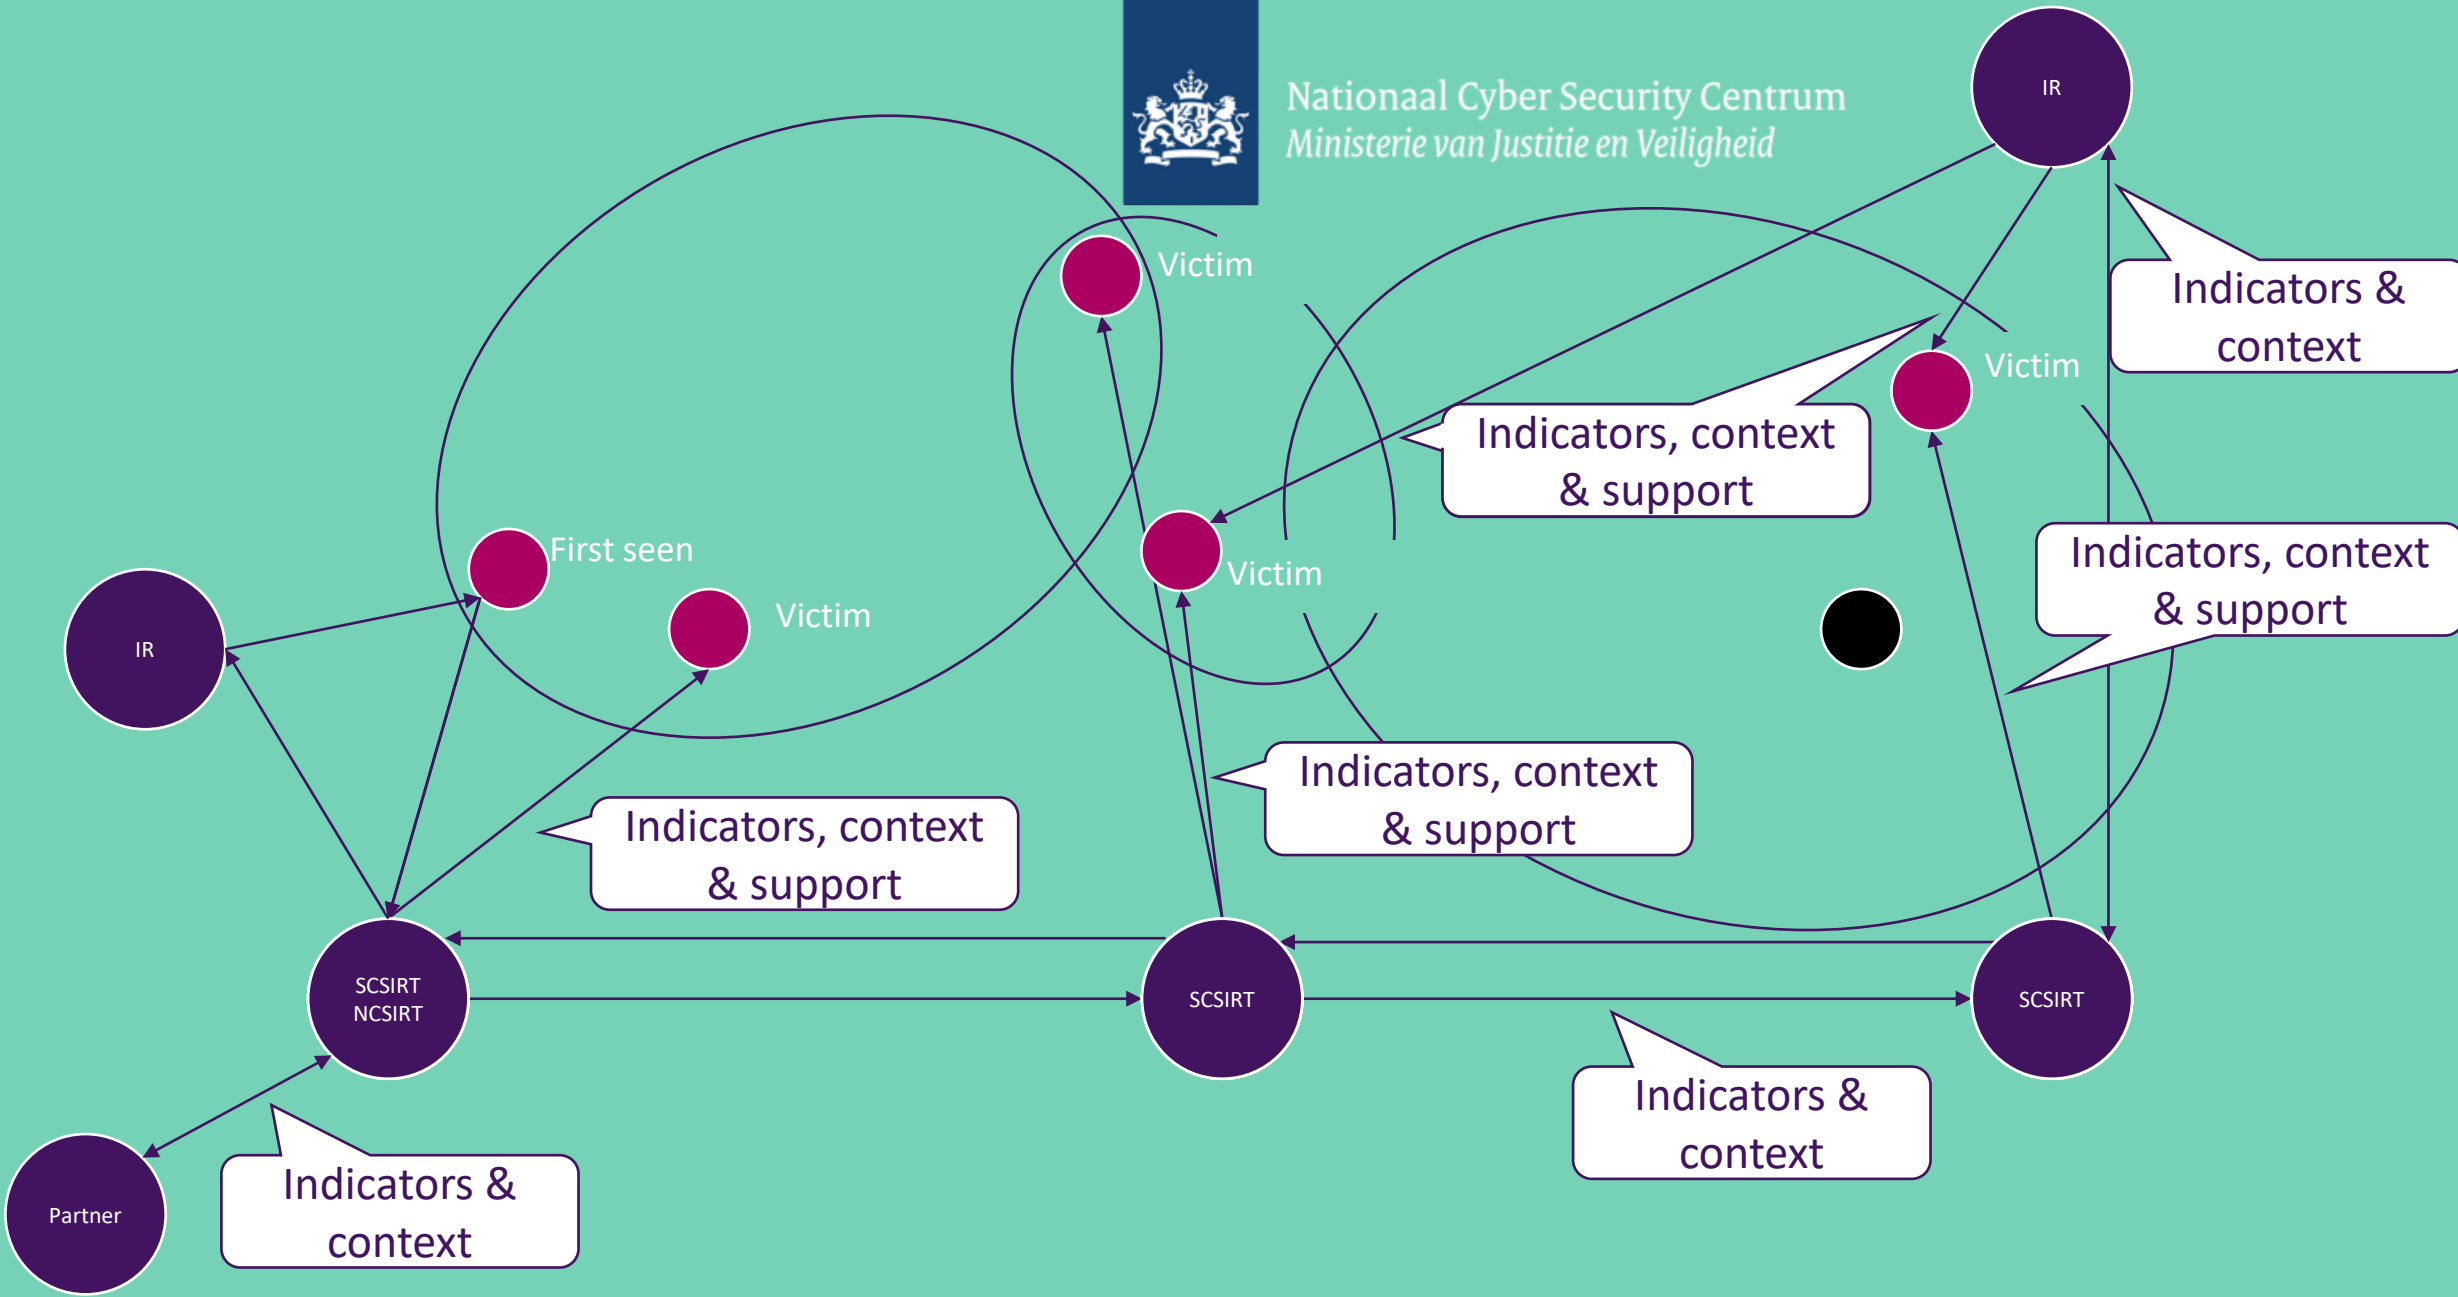 Nationaal Cyber Security Centrum
Ministerie van Justitie en Veiligheid
IR
Victim
Indicators &
context
Victim
Indicators, context
& support
First seen
Victim
Victim
Indicators, context
& support
IR
Indicators, context
& support
Indicators, context
& support
SCSIRT
NCSIRT
SCSIRT
SCSIRT
Indicators &
context
Partner
Indicators &
context